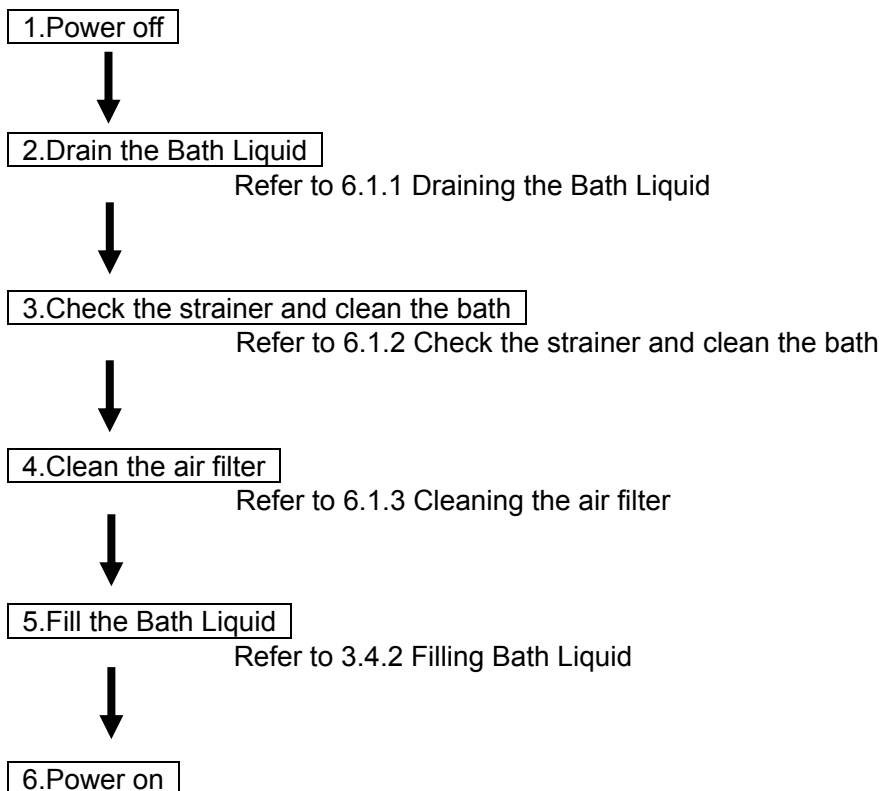 1.Power off
2.Drain the Bath Liquid
Refer to 6.1.1 Draining the Bath Liquid
3.Check the strainer and clean the bath
Refer to 6.1.2 Check the strainer and clean the bath
4.Clean the air filter
Refer to 6.1.3 Cleaning the air filter
5.Fill the Bath Liquid
Refer to 3.4.2 Filling Bath Liquid
6.Power on